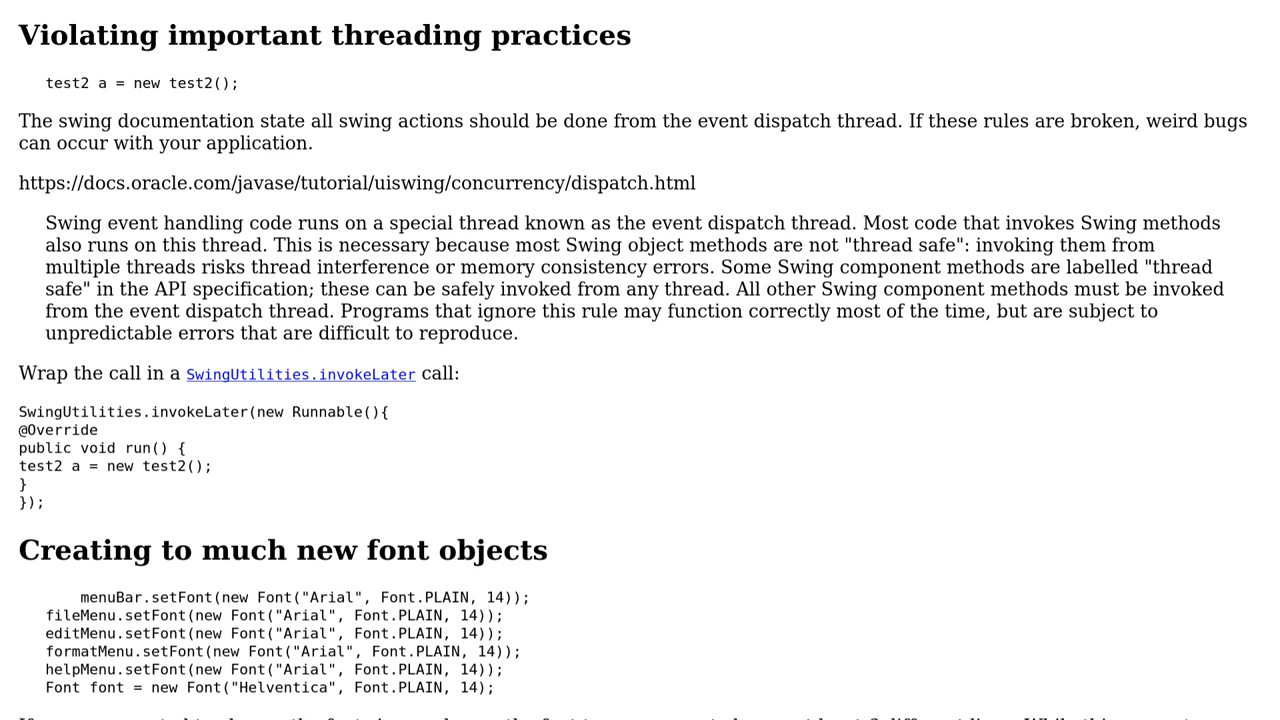 Violating important threading practices
test2 a = new test2();
The swing documentation state all swing actions should be done from the event dispatch thread. If these rules are broken, weird bugs
can occur with your application.
https://docs.oracle.com/javase/tutorial/uiswing/concurrency/dispatch.html
Swing event handling code runs on a special thread known as the event dispatch thread. Most code that invokes Swing methods
also runs on this thread. This is necessary because most Swing object methods are not "thread safe": invoking them from
multiple threads risks thread interference or memory consistency errors. Some Swing component methods are labelled "thread
safe" in the API specification; these can be safely invoked from any thread. All other Swing component methods must be invoked
from the event dispatch thread. Programs that ignore this rule may function correctly most of the time, but are subject to
unpredictable errors that are difficult to reproduce.
Wrap the call in a SwingUtilities.invokeLater call:
SwingUtilities.invokeLater(new Runnable(){
@Override
public void run() {
test2 a = new test2();
}
});
Creating to much new font objects
menuBar.setFont(new Font("Arial", Font.PLAIN, 14));
fileMenu.setFont(new Font("Arial", Font.PLAIN, 14));
editMenu.setFont(new Font("Arial", Font.PLAIN, 14));
formatMenu.setFont(new Font("Arial", Font.PLAIN, 14));
helpMenu.setFont(new Font("Arial", Font.PLAIN, 14));
Font font = new Font("Helventica", Font.PLAIN, 14);